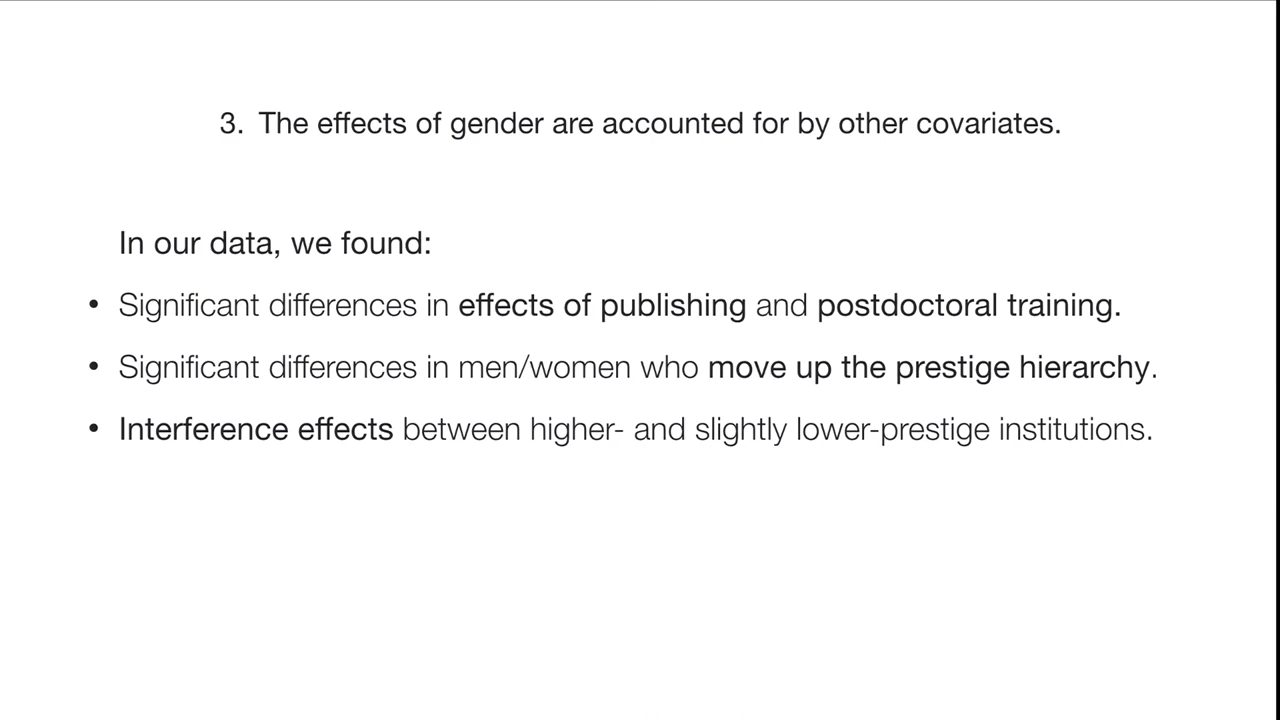 3. The effects of gender are accounted for by other covariates.
In our data, we found:
• Significant differences in effects of publishing and postdoctoral training.
• Significant differences in men/women who move up the prestige hierarchy.
• Interference effects between higher- and slightly lower-prestige institutions.